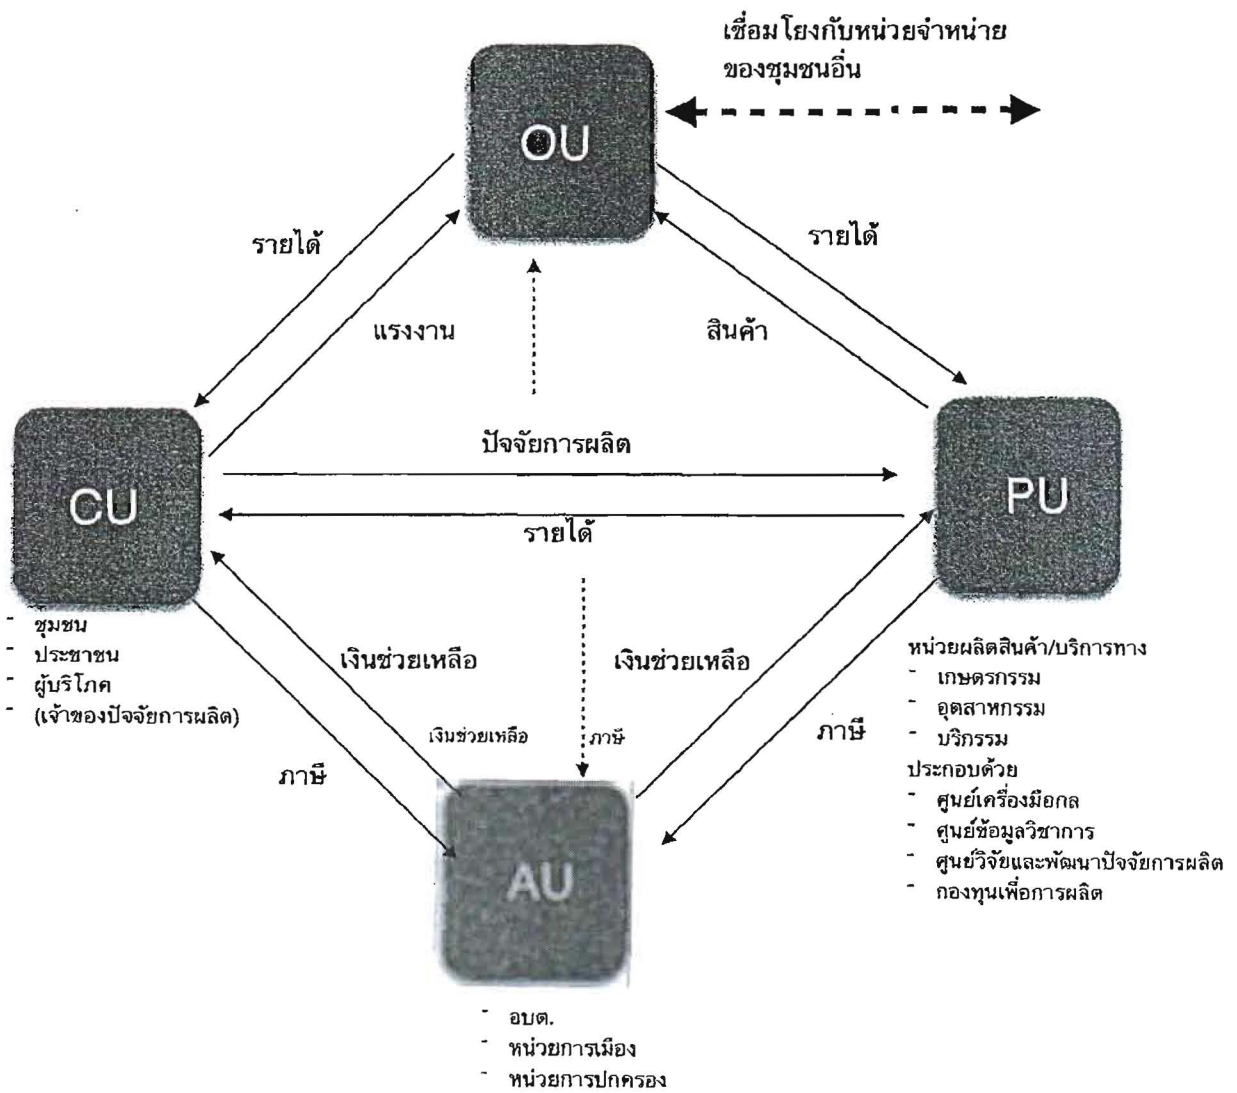 เชื่อมโยงกับหน่วยจำหน่าย
ของชุมชนอื่น
OU
รายได้
รายได้
แรงงาน
สินค้า
ปัจจัยการผลิต
CU
PU
รายได้
- ชุมชน
- ประชาชน
- ผู้บริโภค
- (เจ้าของปัจจัยการผลิต)
เงินช่วยเหลือ
เงินช่วยเหลือ
หน่วยผลิตสินค้า/บริการทาง
- เกษตรกรรม
- อุตสาหกรรม
- บริกรรม
ประกอบด้วย
- ศูนย์เครื่องมือกล
- ศูนย์ข้อมูลวิชาการ
- ศูนย์วิจัยและพัฒนาปัจจัยการผลิต
- กองทุนเพื่อการผลิต
เงินช่วยเหลือ
ภาษี
ภาษี
ภาษี
AU
- อบต.
- หน่วยการเมือง
- หน่วยการปกครอง